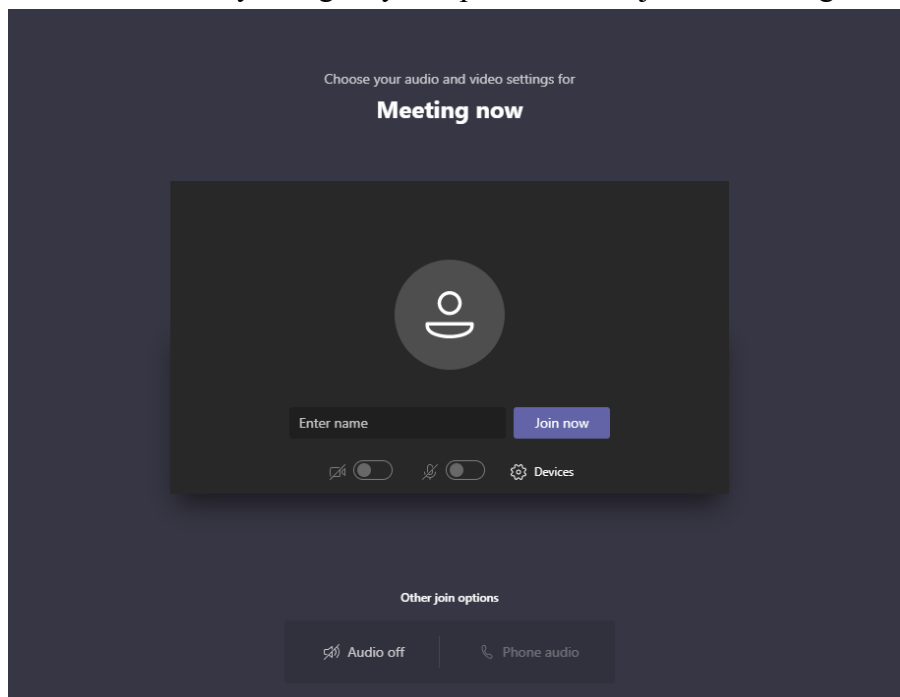 Choose your audio and video settings for
Meeting now
Enter name
Join now
Devices
Other join options
Audio off
Phone audio